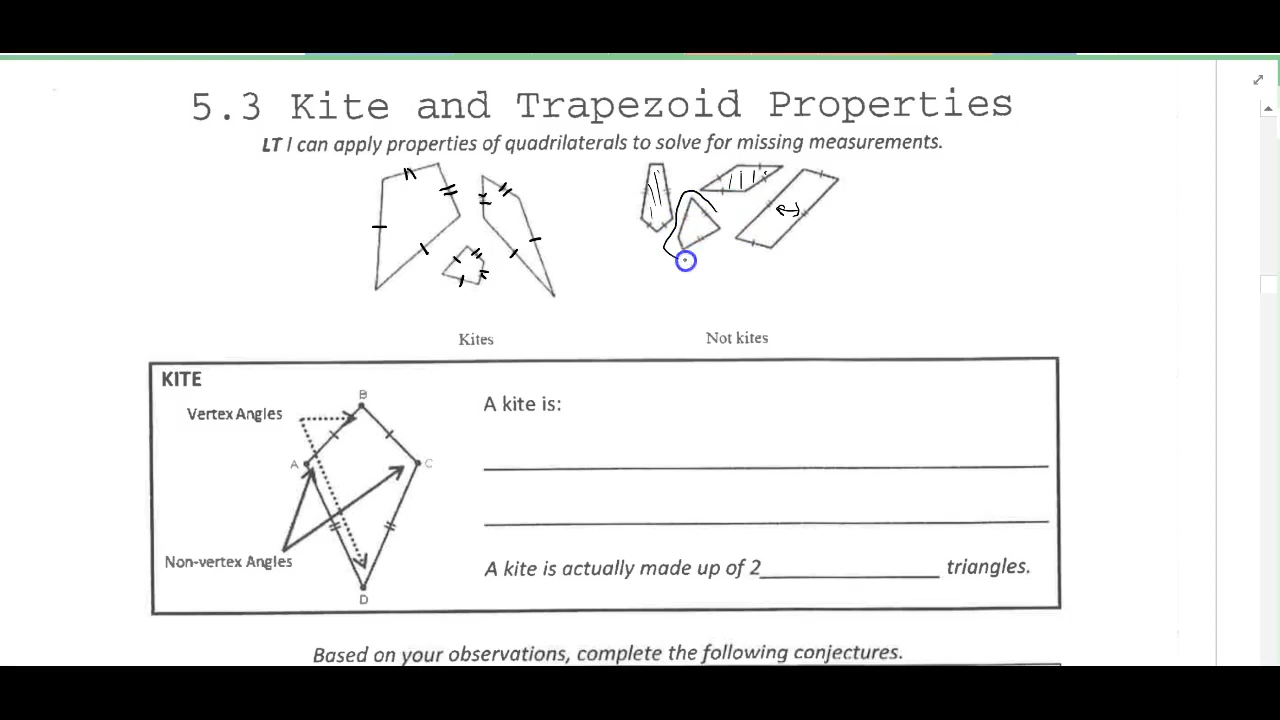 5.3 Kite and Trapezoid Properties
LT I can apply properties of quadrilaterals to solve for missing measurements.
Kites
Not kites
KITE
Vertex Angles
B
A kite is:
A
C
Non-vertex Angles
D
A kite is actually made up of 2______________ triangles.
Based on your observations, complete the following conjectures.